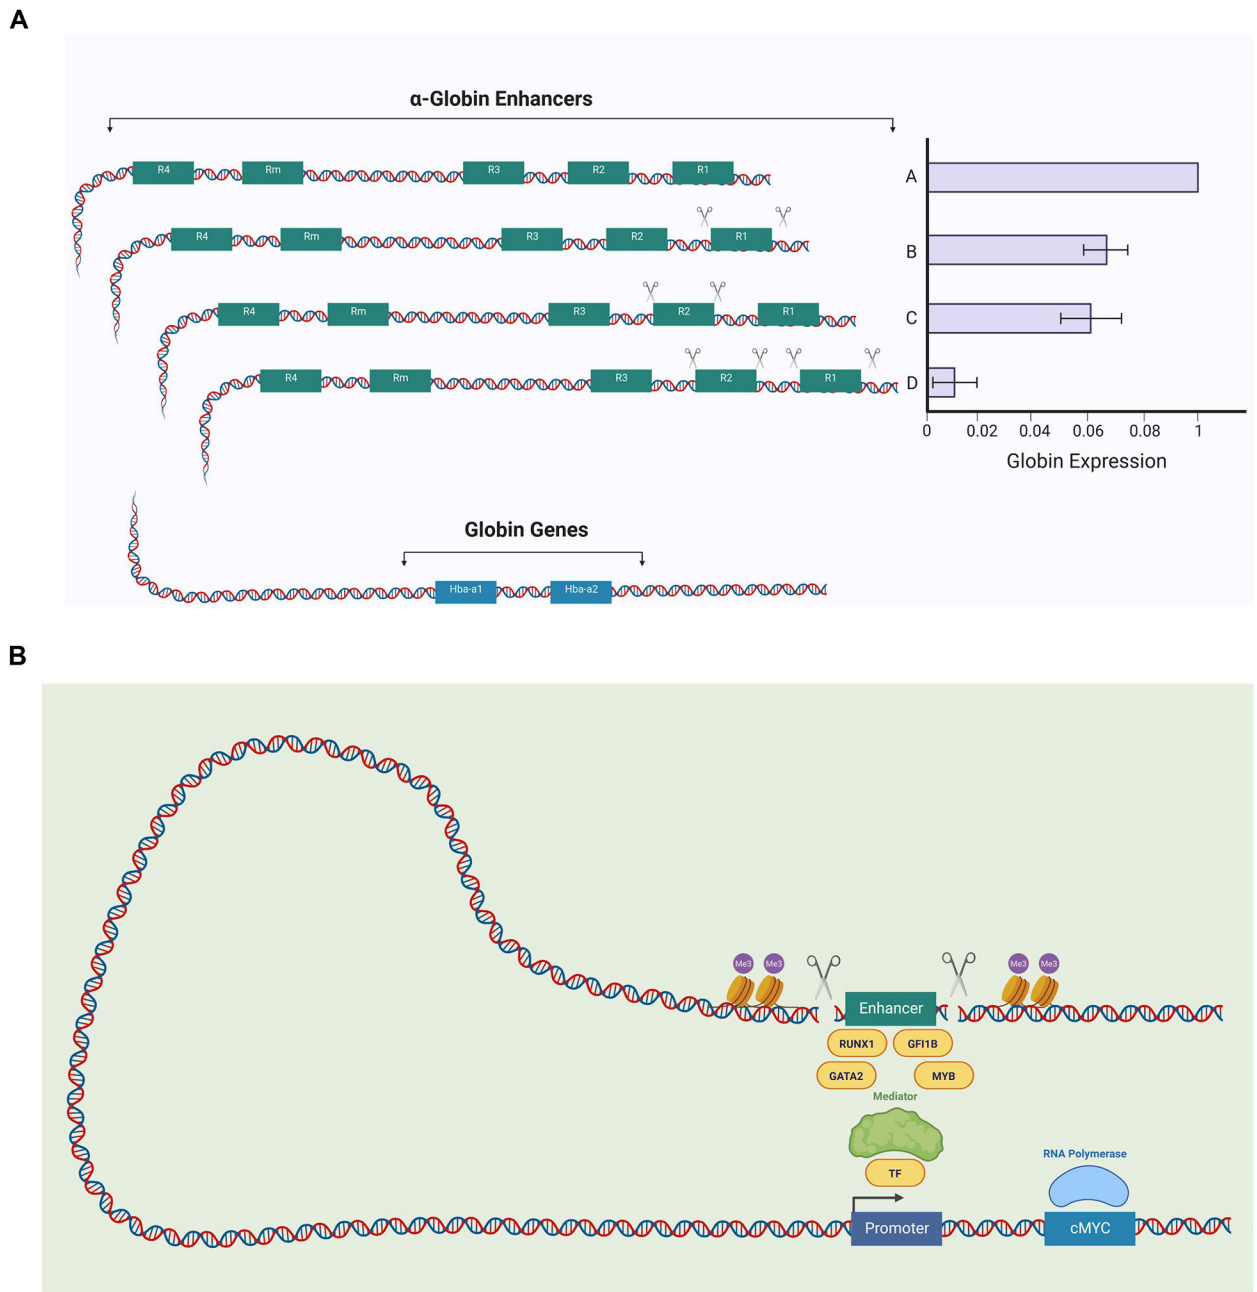 A
α-Globin Enhancers
R4 Rm R3 R2 R1 A
R4 Rm R3 R2 R1 B
R4 Rm R3 R2 R1 C
R4 Rm R3 R2 R1 D
0 0.02 0.04 0.06 0.08 1
Globin Expression
Globin Genes
Hba-a1 Hba-a2
B
Me3 Me3 Me3 Me3
Enhancer
RUNX1 GFI1B
GATA2 MYB
Mediator
RNA Polymerase
TF
Promoter cMYC